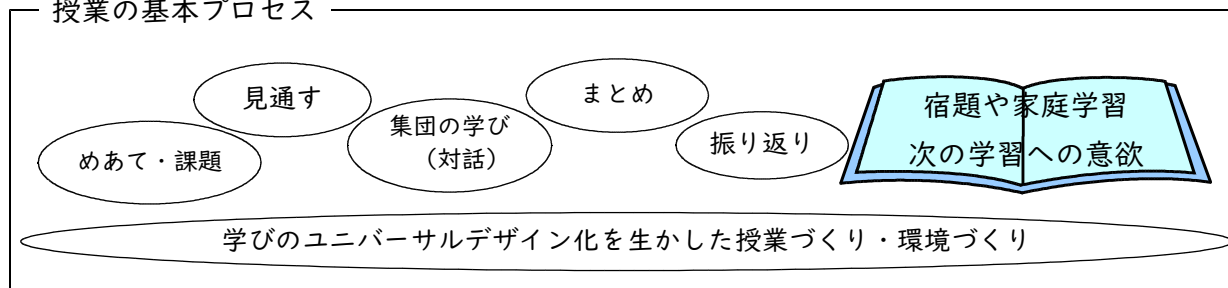 授業の基本プロセス
めあて・課題
見通す
集団の学び
（対話）
まとめ
振り返り
宿題や家庭学習
次の学習への意欲
学びのユニバーサルデザイン化を生かした授業づくり・環境づくり